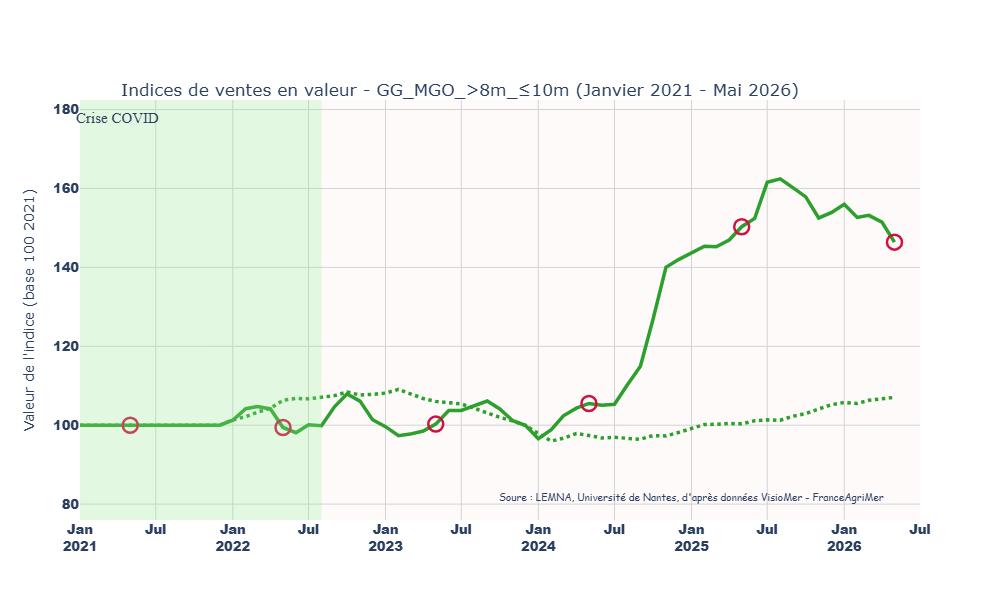 Indices de ventes en valeur - GG_MGO_>8m_≤10m (Janvier 2021 - Mai 2026)
Crise COVID
Valeur de l'indice (base 100 2021)
180
160
140
120
100
80
Soure : LEMNA, Université de Nantes, d'après données VisioMer - FranceAgriMer
Jan Jul Jan Jul Jan Jul Jan Jul Jan Jul Jan Jul
2021 2022 2023 2024 2025 2026